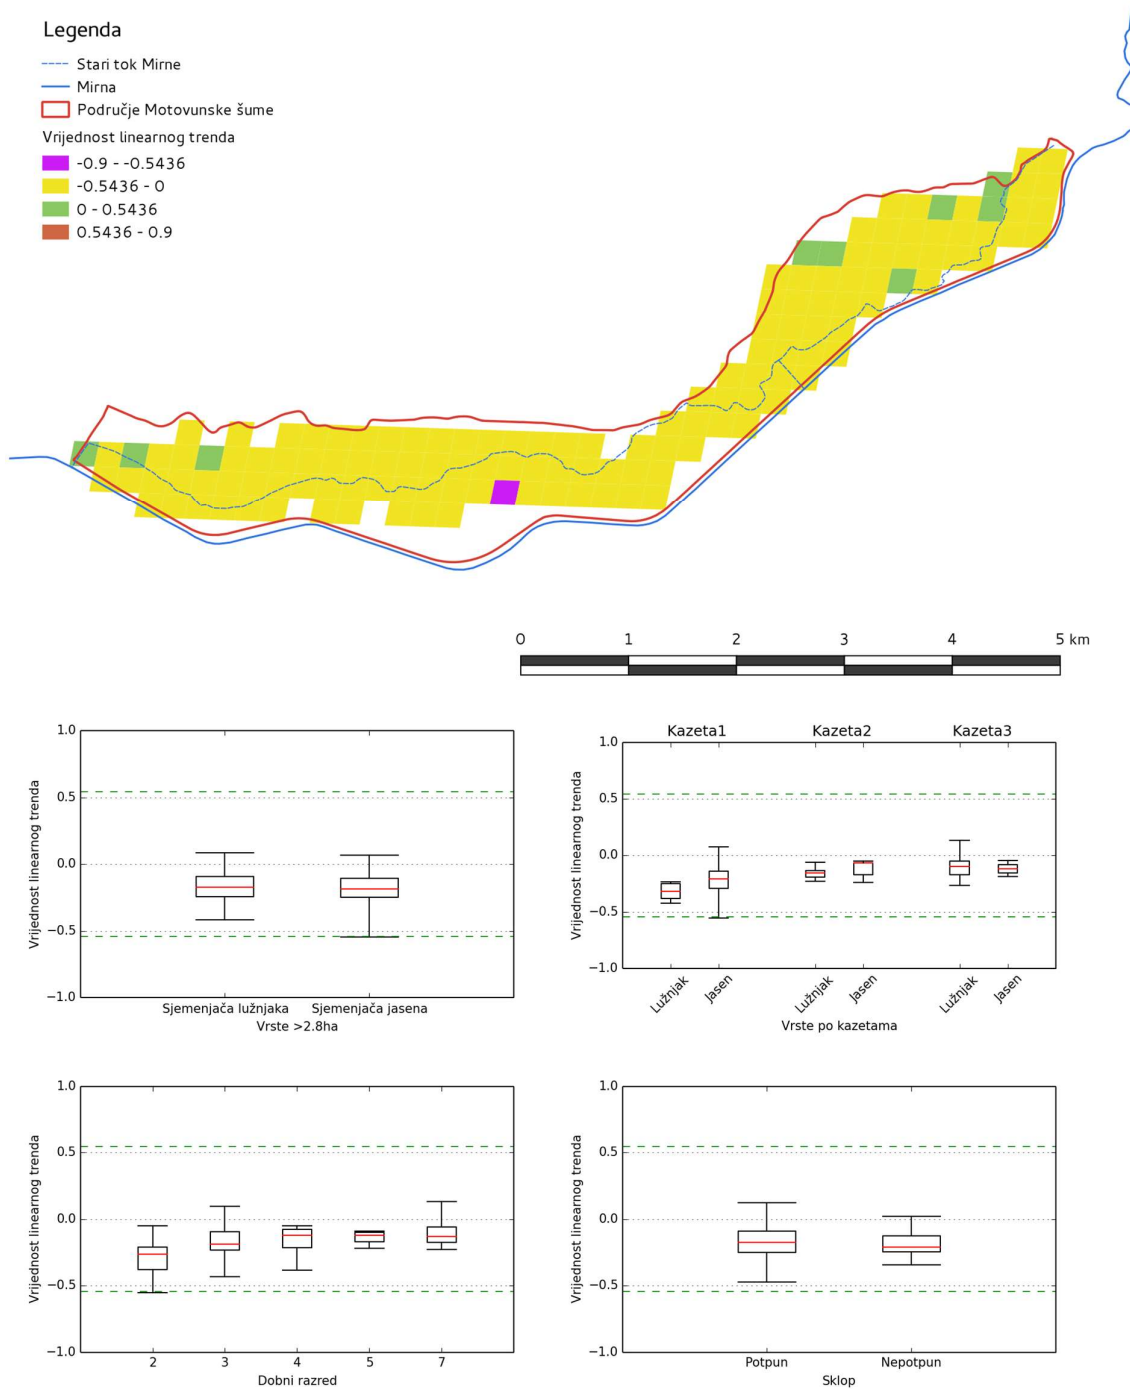 Legenda
Stari tok Mirne
Mirna
Područje Motovunske šume
Vrijednost linearnog trenda
-0.9 - -0.5436
-0.5436 - 0
0 - 0.5436
0.5436 - 0.9
0 1 2 3 4 5 km
Vrijednost linearnog trenda
1.0
0.5
0.0
−0.5
−1.0
Sjemenjača lužnjaka Sjemenjača jasena
Vrste >2.8ha
Kazeta1 Kazeta2 Kazeta3
Vrijednost linearnog trenda
1.0
0.5
0.0
−0.5
−1.0
Lužnjak Jasen Lužnjak Jasen Lužnjak Jasen
Vrste po kazetama
Vrijednost linearnog trenda
1.0
0.5
0.0
−0.5
−1.0
2 3 4 5 7
Dobni razred
Vrijednost linearnog trenda
1.0
0.5
0.0
−0.5
−1.0
Potpun Nepotpun
Sklop